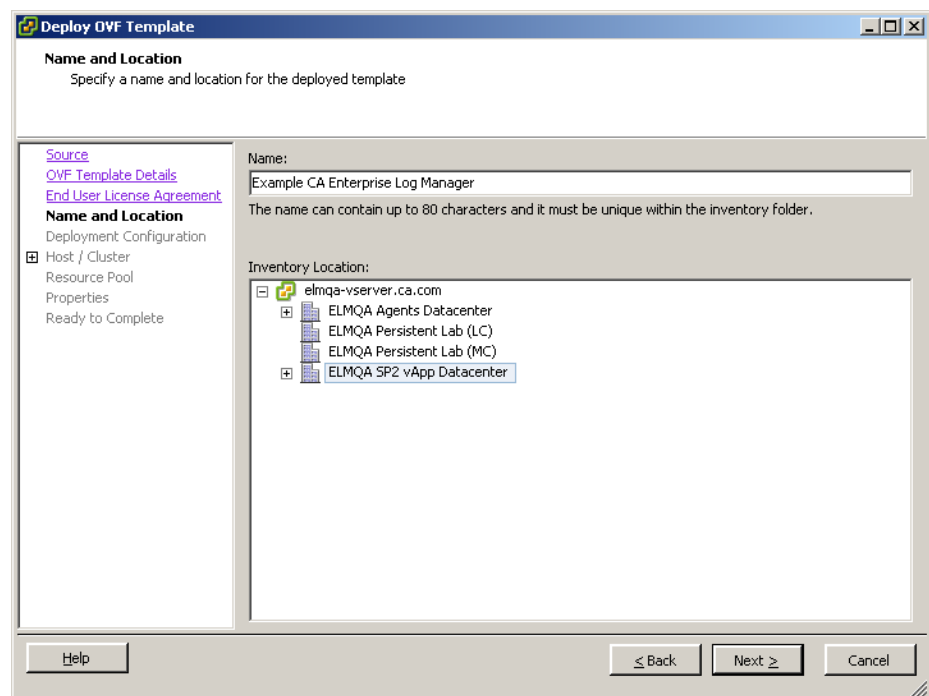 Deploy OVF Template
Name and Location
Specify a name and location for the deployed template
Source
OVF Template Details
End User License Agreement
Name and Location
Deployment Configuration
Host / Cluster
Resource Pool
Properties
Ready to Complete
Name:
Example CA Enterprise Log Manager
The name can contain up to 80 characters and it must be unique within the inventory folder.
Inventory Location:
elmqa-vserver.ca.com
ELMQA Agents Datacenter
ELMQA Persistent Lab (LC)
ELMQA Persistent Lab (MC)
ELMQA SP2 vApp Datacenter
Help
≤ Back
Next ≥
Cancel